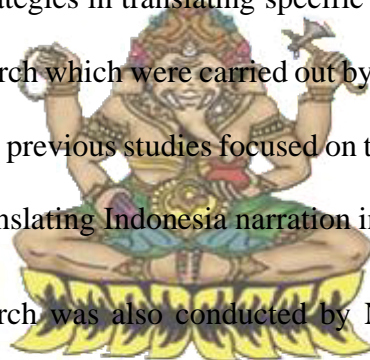 ategies in translating specific
rch which were carried out by
previous studies focused on t
nslating Indonesia narration in
rch was also conducted by